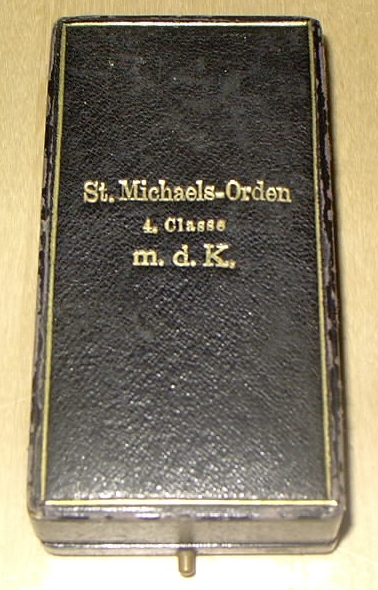 St. Michaels-Orden
4. Classe
m. d. K.